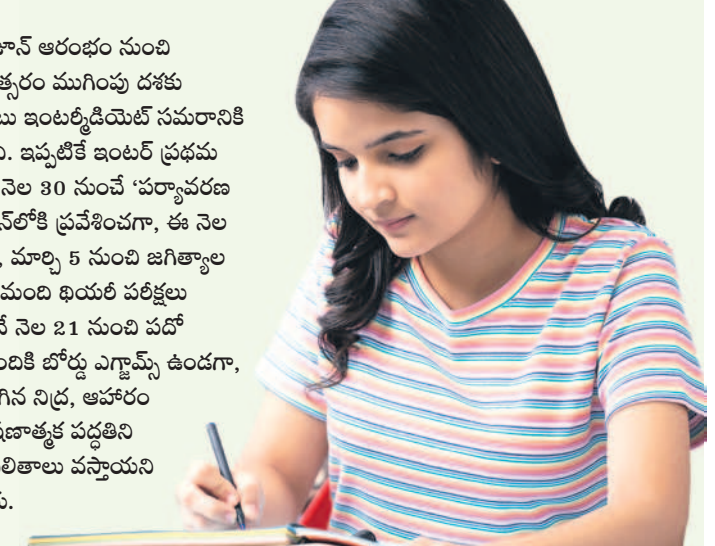 జూన్ ఆరంభం నుంచి
త్సరం ముగింపు దశకు
బు ఇంటర్మీడియెట్ సమరానికి
ది. ఇప్పటికే ఇంటర్ ప్రథమ
నెల 30 నుంచే ‘పర్యావరణ
న్‌లోకి ప్రవేశించగా, ఈ నెల
, మార్చి 5 నుంచి జగిత్యాల
మంది థియరీ పరీక్షలు
నే నెల 21 నుంచి పదో
ందికి బోర్డు ఎగ్జామ్స్ ఉండగా,
గిన నిద్ర, ఆహారం
షణాత్మక పద్ధతిని
లితాలు వస్తాయని